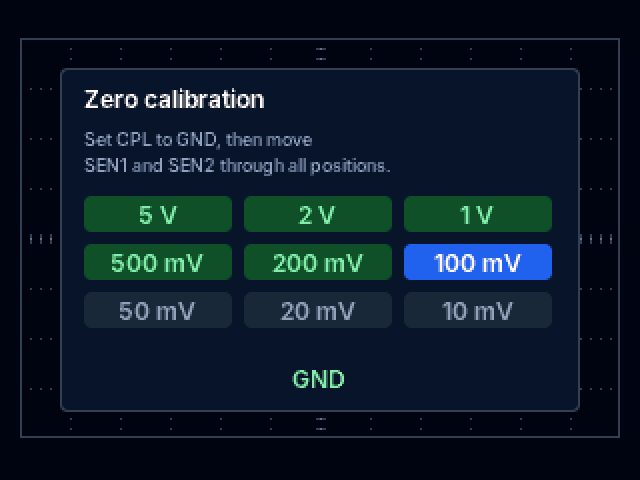 Zero calibration
Set CPL to GND, then move
SEN1 and SEN2 through all positions.
5 V 2 V 1 V
500 mV 200 mV 100 mV
50 mV 20 mV 10 mV
GND